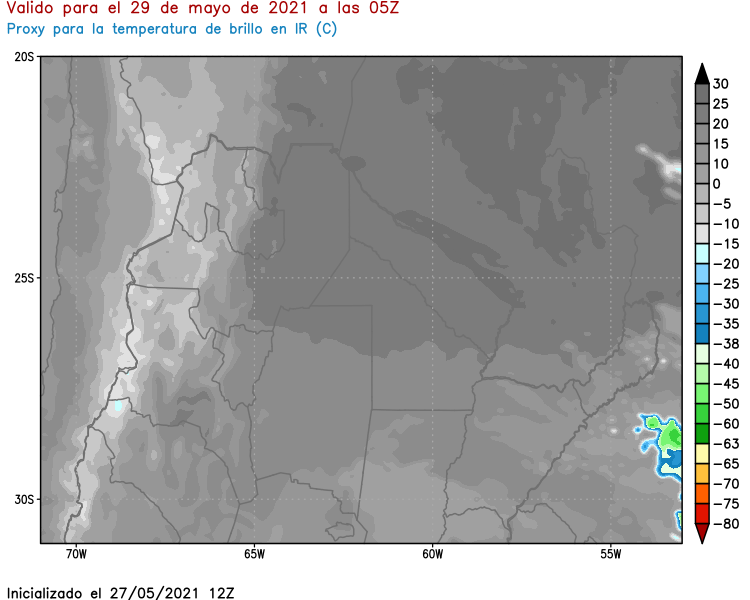 Valido para el 29 de mayo de 2021 a las 05Z
Proxy para la temperatura de brillo en IR (C)
20S
25S
30S
70W
65W
60W
55W
30
25
20
15
10
0
−5
−10
−15
−20
−25
−30
−35
−38
−40
−45
−50
−60
−63
−65
−70
−75
−80
Inicializado el 27/05/2021 12Z